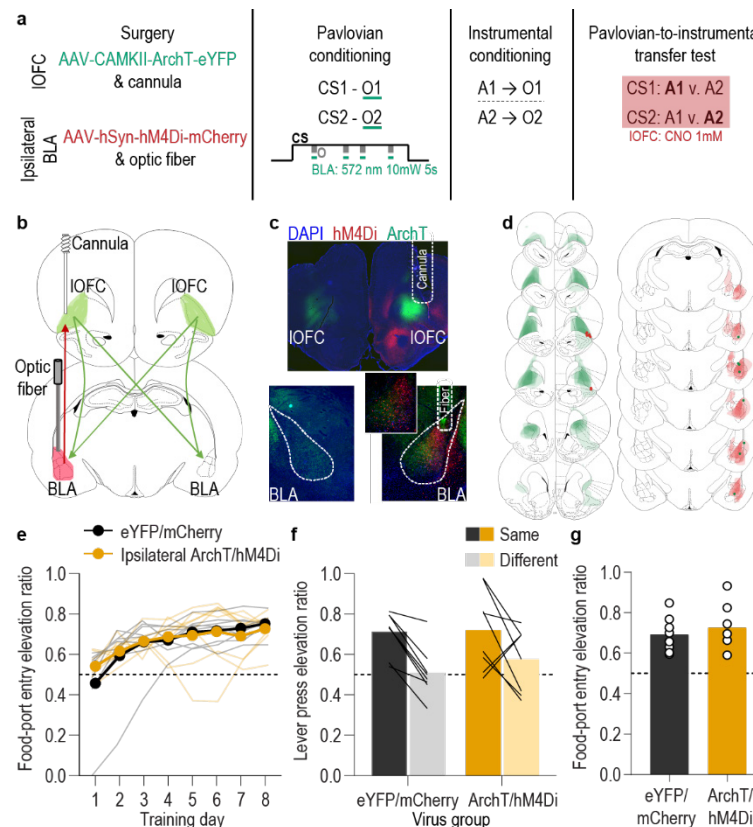 a
Surgery
lOFC
AAV-CAMKII-ArchT-eYFP
& cannula
Ipsilateral
BLA
AAV-hSyn-hM4Di-mCherry
& optic fiber
Pavlovian
conditioning
CS1 - O1
CS2 - O2
CS
O
BLA: 572 nm 10mW 5s
Instrumental
conditioning
A1 → O1
A2 → O2
Pavlovian-to-instrumenta
transfer test
CS1: A1 v. A2
CS2: A1 v. A2
lOFC: CNO 1mM
b
Cannula
lOFC
lOFC
Optic
fiber
BLA
BLA
c
DAPI hM4Di ArchT
Cannula
lOFC
lOFC
Fiber
BLA
BLA
d
e
eYFP/mCherry
Ipsilateral ArchT/hM4Di
Food-port entry elevation ratio
1.0
0.8
0.6
0.4
0.2
0.0
1 2 3 4 5 6 7 8
Training day
f
Same
Different
Lever press elevation ratio
1.0
0.8
0.6
0.4
0.2
0.0
eYFP/mCherry
ArchT/hM4Di
Virus group
g
Food-port entry elevation ratio
1.0
0.8
0.6
0.4
0.2
0.0
eYFP/
mCherry
ArchT/
hM4Di